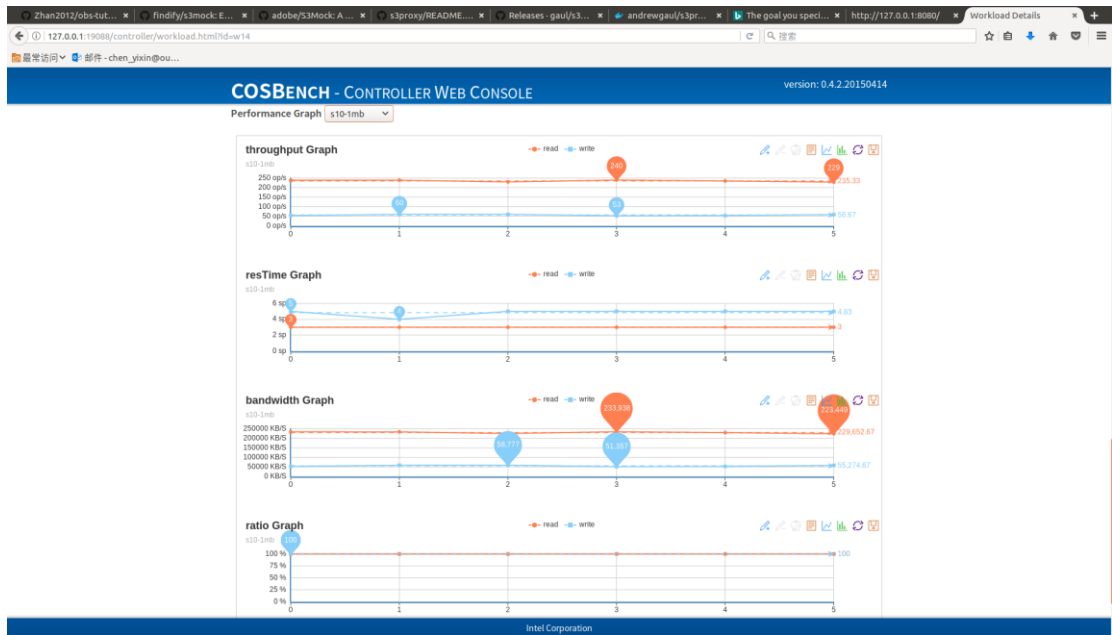 Zhan2012/obs-tut... × findify/s3mock: E... × adobe/S3Mock: A ... × s3proxy/README.... × Releases · gaul/s3... × andrewgaul/s3pr... × The goal you speci... × http://127.0.0.1:8080/ × Workload Details ×
127.0.0.1:19088/controller/workload.html?id=w14 搜索
最常访问 邮件 - chen_yixin@ou...
COSBENCH - CONTROLLER WEB CONSOLE version: 0.4.2.20150414
Performance Graph s10-1mb
throughput Graph read write
s10-1mb
240 229
250 op/s 235.33
200 op/s
150 op/s
100 op/s 60 53
50 op/s 56.67
0 op/s
0 1 2 3 4 5
resTime Graph read write
s10-1mb
6 sp 5
4 4.83
4 sp 3 3
2 sp
0 sp
0 1 2 3 4 5
bandwidth Graph read write
s10-1mb
233,938 223,449
250000 KB/S 229,652.67
200000 KB/S
150000 KB/S 58,777 51,357
100000 KB/S
50000 KB/S 55,274.67
0 KB/S
0 1 2 3 4 5
ratio Graph read write
s10-1mb 100
100 % 100
75 %
50 %
25 %
0 %
0 1 2 3 4 5
Intel Corporation